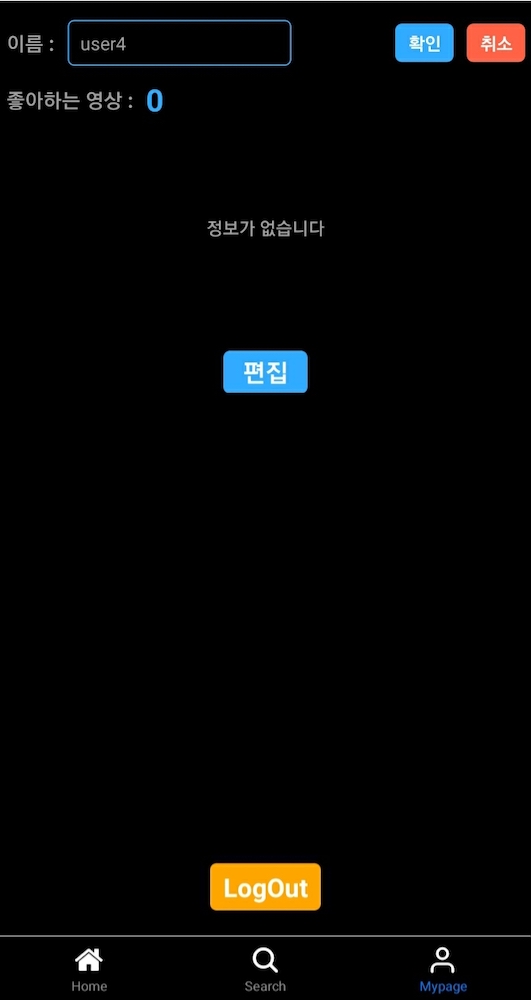 이름 : user4 확인 취소
좋아하는 영상 : 0
정보가 없습니다
편집
LogOut
Home Search Mypage